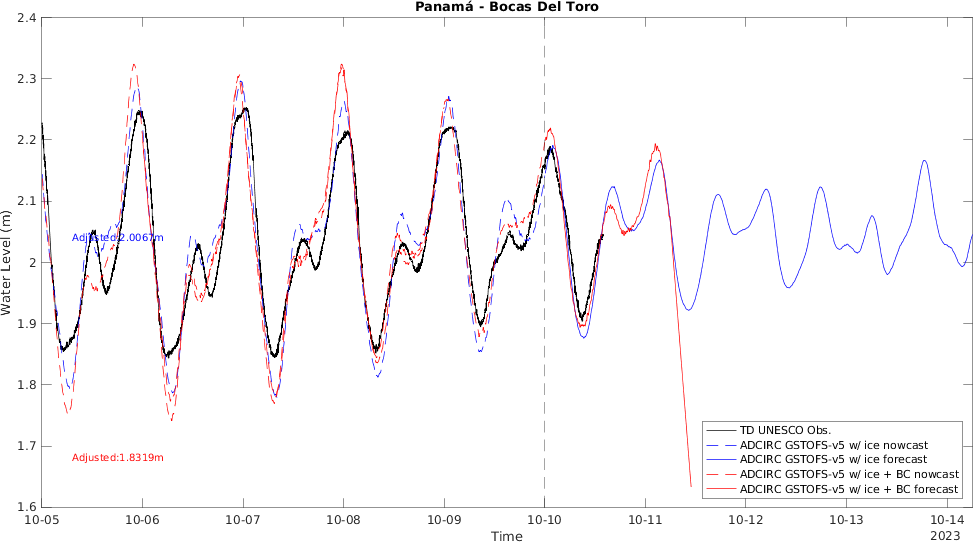 Panamá - Bocas Del Toro
2.4
2.3
2.2
2.1
2
1.9
1.8
1.7
1.6
Water Level (m)
Adjusted:2.0067m
Adjusted:1.8319m
TD UNESCO Obs.
ADCIRC GSTOFS-v5 w/ ice nowcast
ADCIRC GSTOFS-v5 w/ ice forecast
ADCIRC GSTOFS-v5 w/ ice + BC nowcast
ADCIRC GSTOFS-v5 w/ ice + BC forecast
10-05 10-06 10-07 10-08 10-09 10-10 10-11 10-12 10-13 10-14
Time
2023